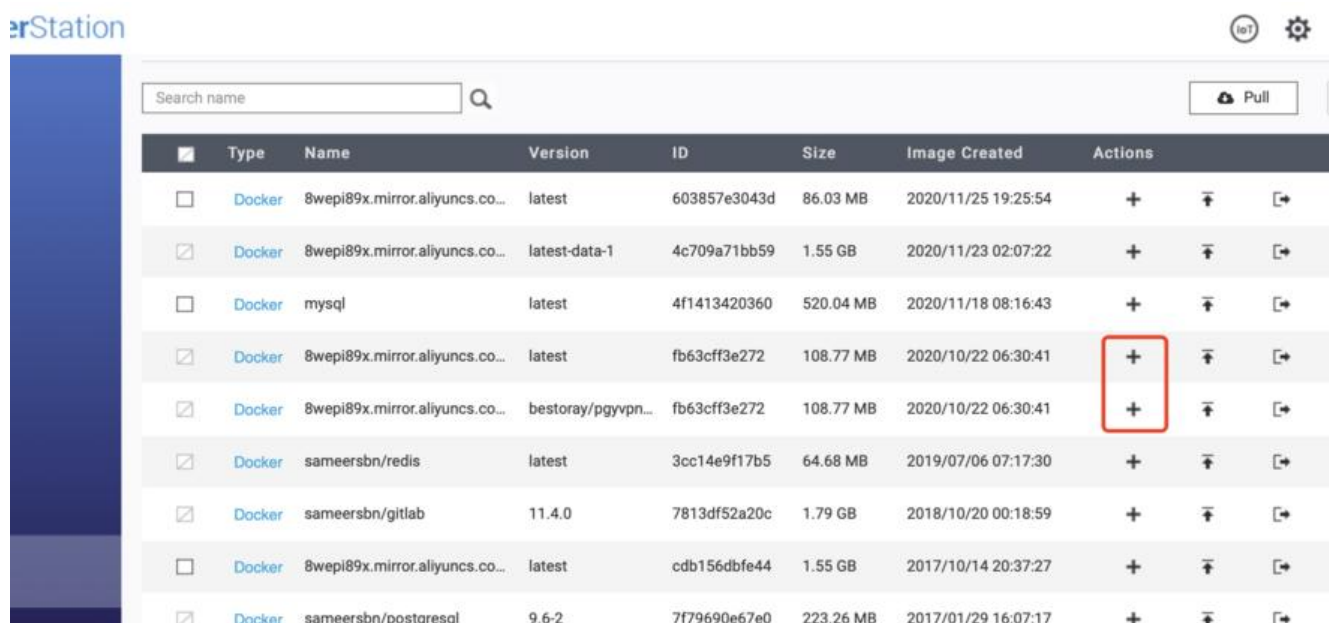 erStation
IoT
Search name
Pull
Type Name Version ID Size Image Created Actions
Docker 8wepi89x.mirror.aliyuncs.co... latest 603857e3043d 86.03 MB 2020/11/25 19:25:54
Docker 8wepi89x.mirror.aliyuncs.co... latest-data-1 4c709a71bb59 1.55 GB 2020/11/23 02:07:22
Docker mysql latest 4f1413420360 520.04 MB 2020/11/18 08:16:43
Docker 8wepi89x.mirror.aliyuncs.co... latest fb63cff3e272 108.77 MB 2020/10/22 06:30:41
Docker 8wepi89x.mirror.aliyuncs.co... bestoray/pgyvpn... fb63cff3e272 108.77 MB 2020/10/22 06:30:41
Docker sameersbn/redis latest 3cc14e9f17b5 64.68 MB 2019/07/06 07:17:30
Docker sameersbn/gitlab 11.4.0 7813df52a20c 1.79 GB 2018/10/20 00:18:59
Docker 8wepi89x.mirror.aliyuncs.co... latest cdb156dbfe44 1.55 GB 2017/10/14 20:37:27
Docker sameersbn/postgresql 9.6-2 7f79690e67e0 223.26 MB 2017/01/29 16:07:17